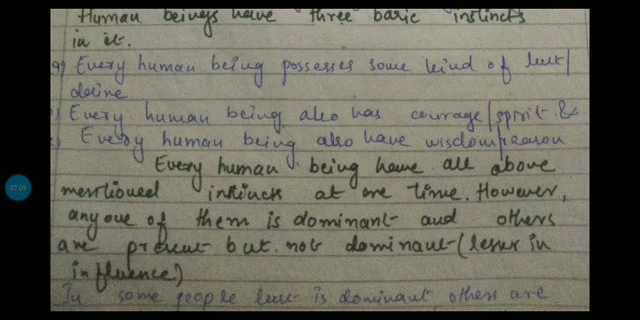 Human beings have three basic instincts
in it.
a) Every human being possesses some kind of lust/
desire
b) Every human being also has courage/spirit. &
c) Every human being also have wisdom/reason
Every human being have all above
mentioned instincts at one time. However,
any one of them is dominant and others
are present but not dominant (lesser in
influence)
In some people lust is dominant others are
37:09